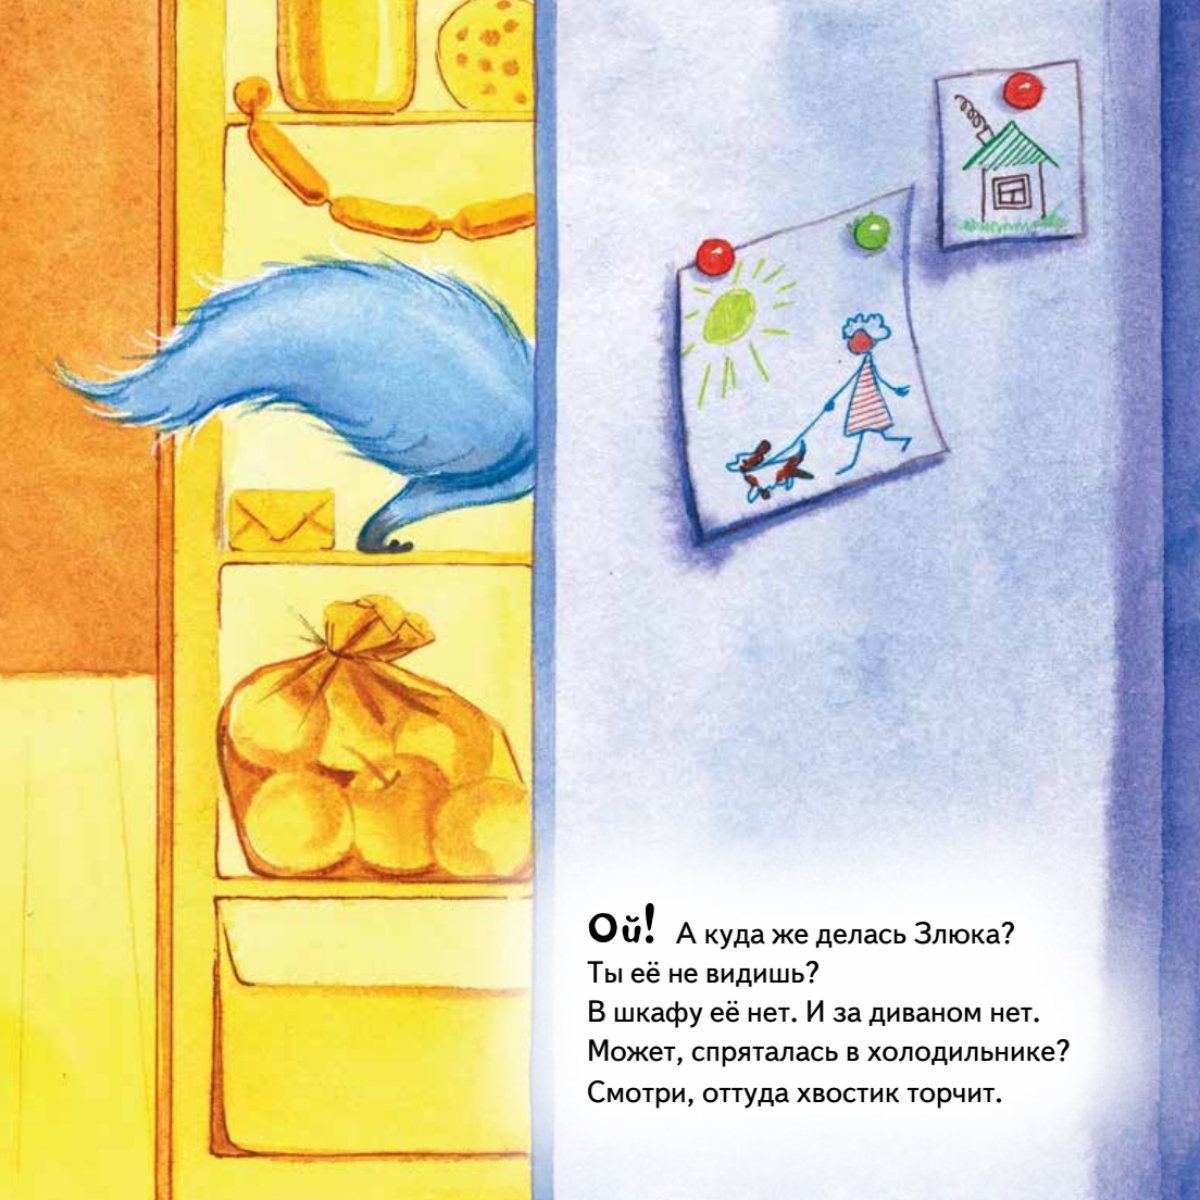 Ой! А куда же делась Злюка?
Ты её не видишь?
В шкафу её нет. И за диваном нет.
Может, спряталась в холодильнике?
Смотри, оттуда хвостик торчит.